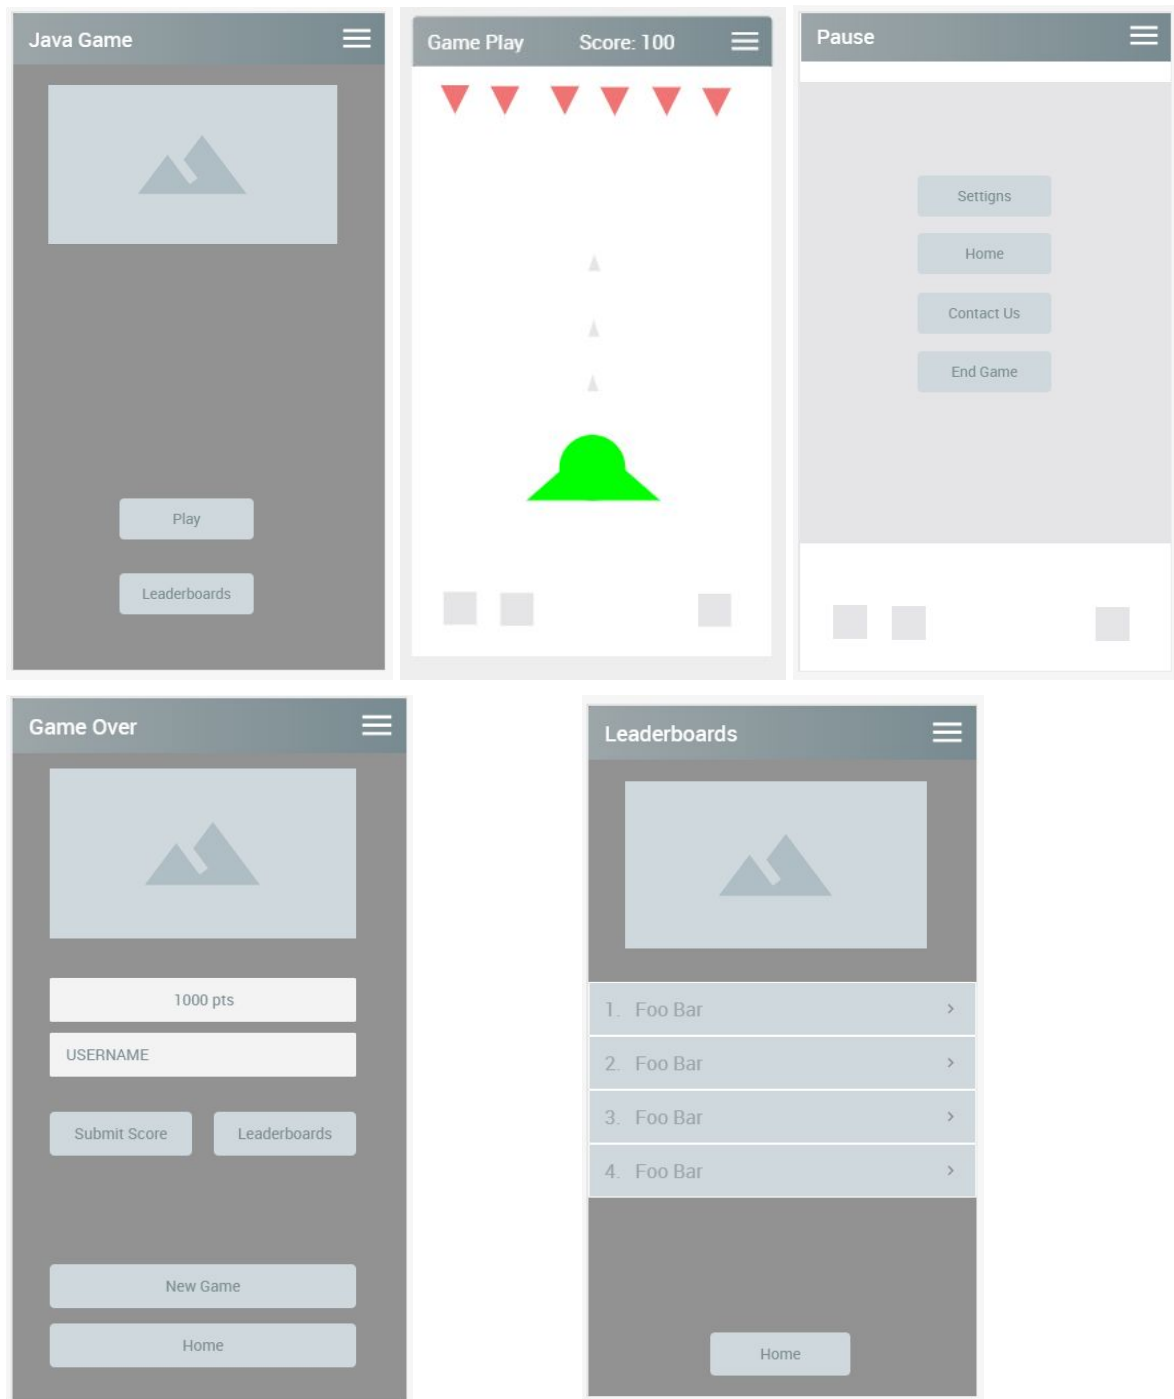 Java Game
Play
Leaderboards
Game Play Score: 100
Pause
Settigns
Home
Contact Us
End Game
Game Over
1000 pts
USERNAME
Submit Score Leaderboards
New Game
Home
Leaderboards
1. Foo Bar
2. Foo Bar
3. Foo Bar
4. Foo Bar
Home